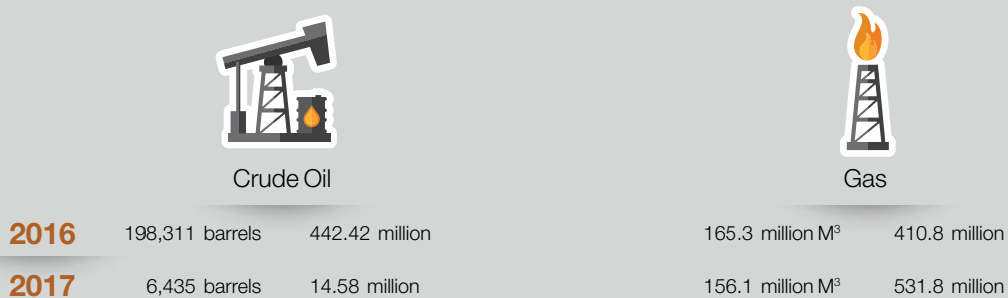 Crude Oil
Gas
2016 198,311 barrels 442.42 million 165.3 million M³ 410.8 million
2017 6,435 barrels 14.58 million 156.1 million M³ 531.8 million